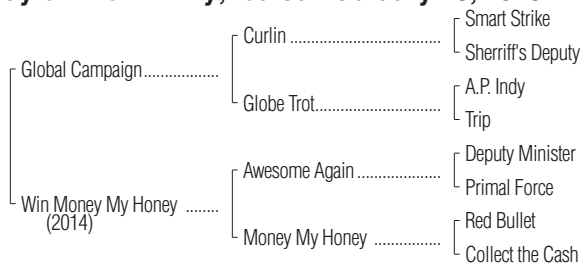 Smart Strike
Curlin
Sherriff's Deputy
Global Campaign
A.P. Indy
Globe Trot
Trip
Deputy Minister
Awesome Again
Primal Force
Win Money My Honey
(2014)
Red Bullet
Money My Honey
Collect the Cash